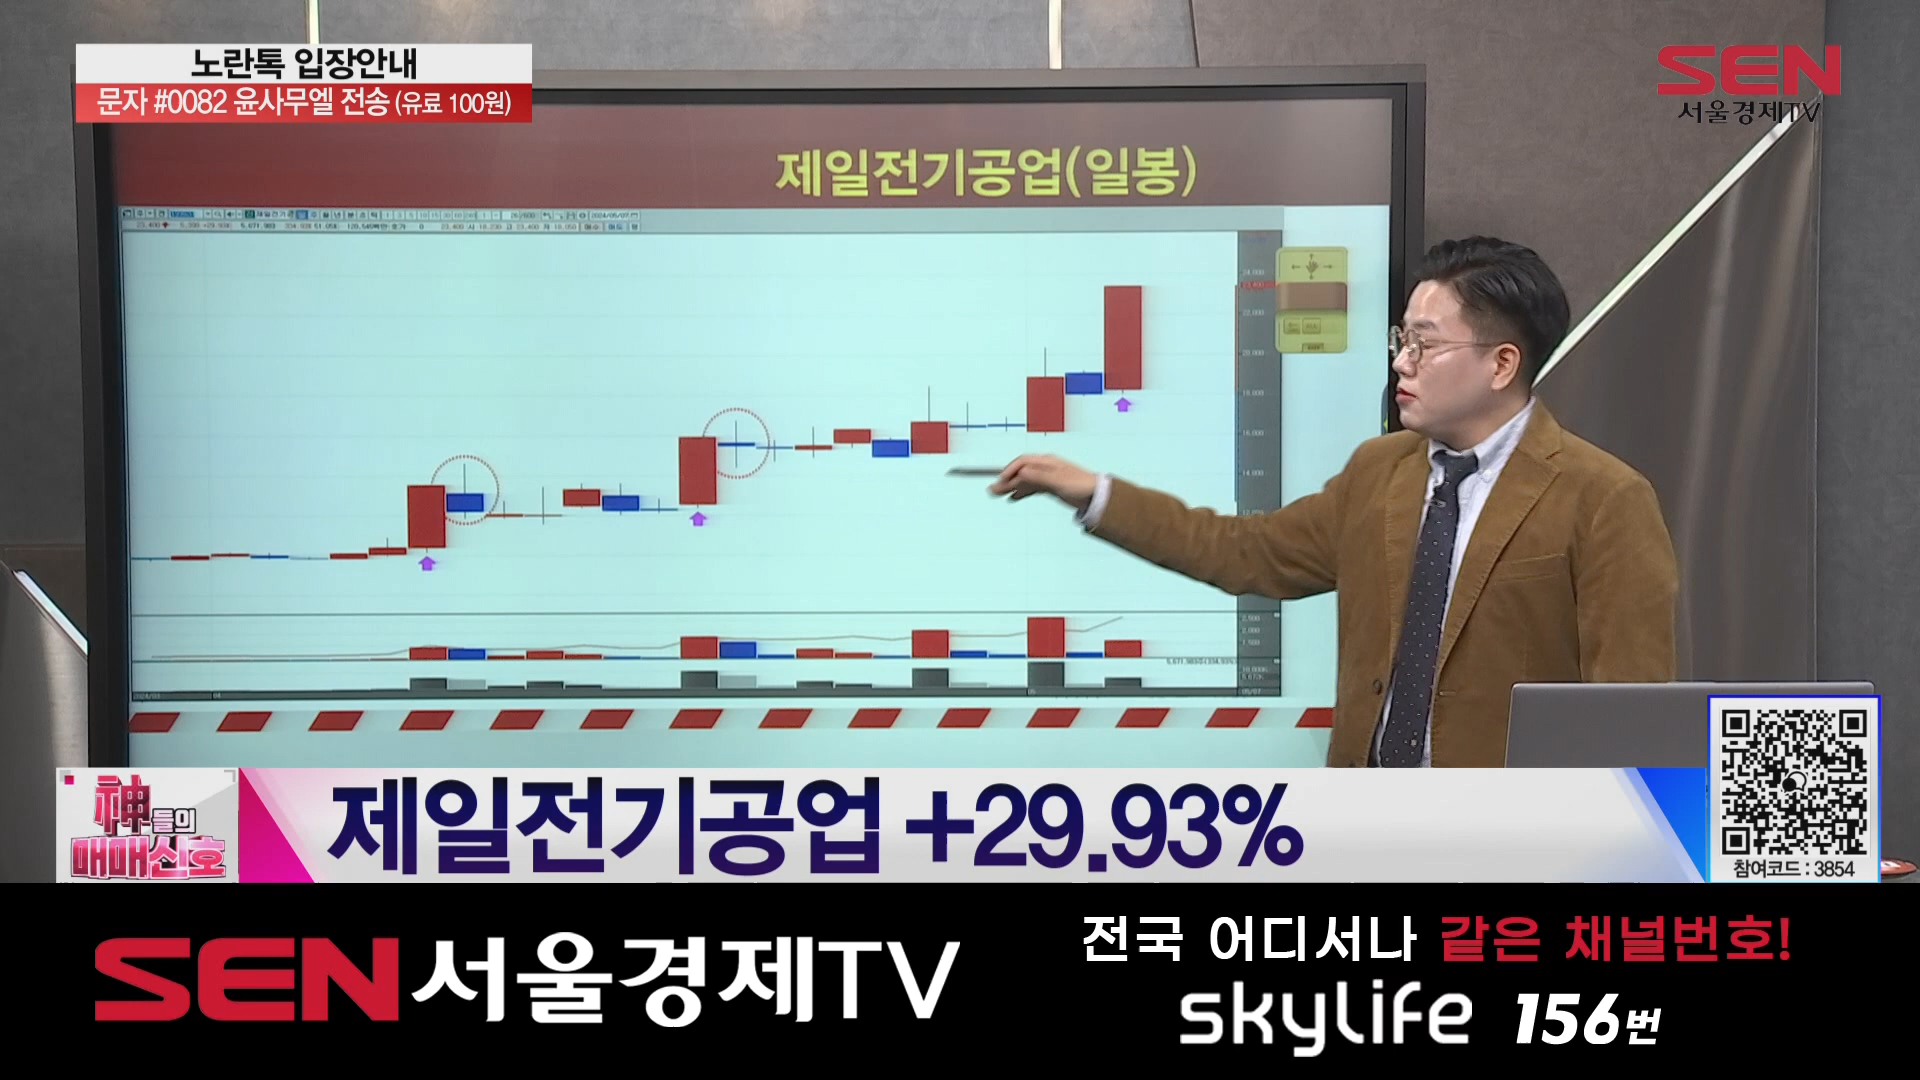 노란톡 입장안내
문자 #0082 윤사무엘 전송 (유료 100원)
SEN
서울경제TV
제일전기공업(일봉)
神들의
매매신호
제일전기공업 +29.93%
참여코드 : 3854
SEN 서울경제TV
전국 어디서나 같은 채널번호!
skylife 156번